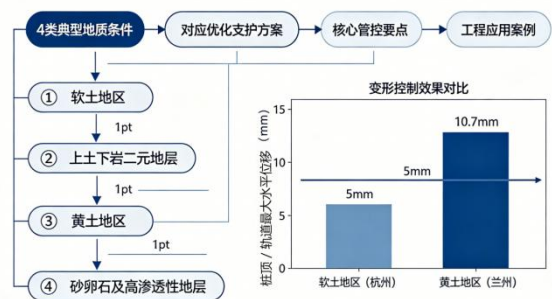 4类典型地质条件
对应优化支护方案
核心管控要点
工程应用案例
① 软土地区
1pt
② 上土下岩二元地层
1pt
③ 黄土地区
1pt
④ 砂卵石及高渗透性地层
变形控制效果对比
桩顶 / 轨道最大水平位移 (mm)
15
10
5
0
10.7mm
5mm
5mm
软土地区 (杭州)
黄土地区 (兰州)